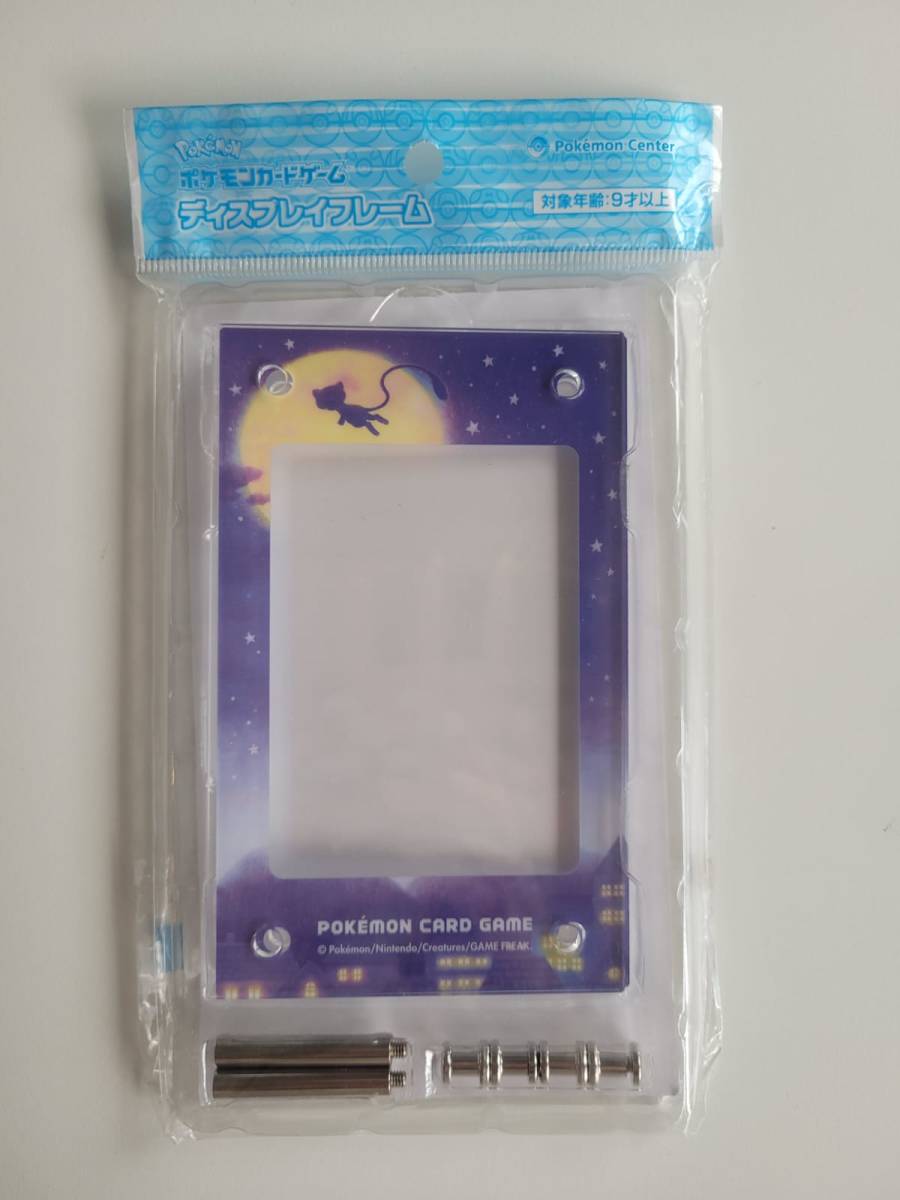 POKÉMON
ポケモンカードゲーム
ディスプレイフレーム
Pokémon Center
対象年齢:9才以上
POKÉMON CARD GAME
© Pokémon/Nintendo/Creatures/GAME FREAK.